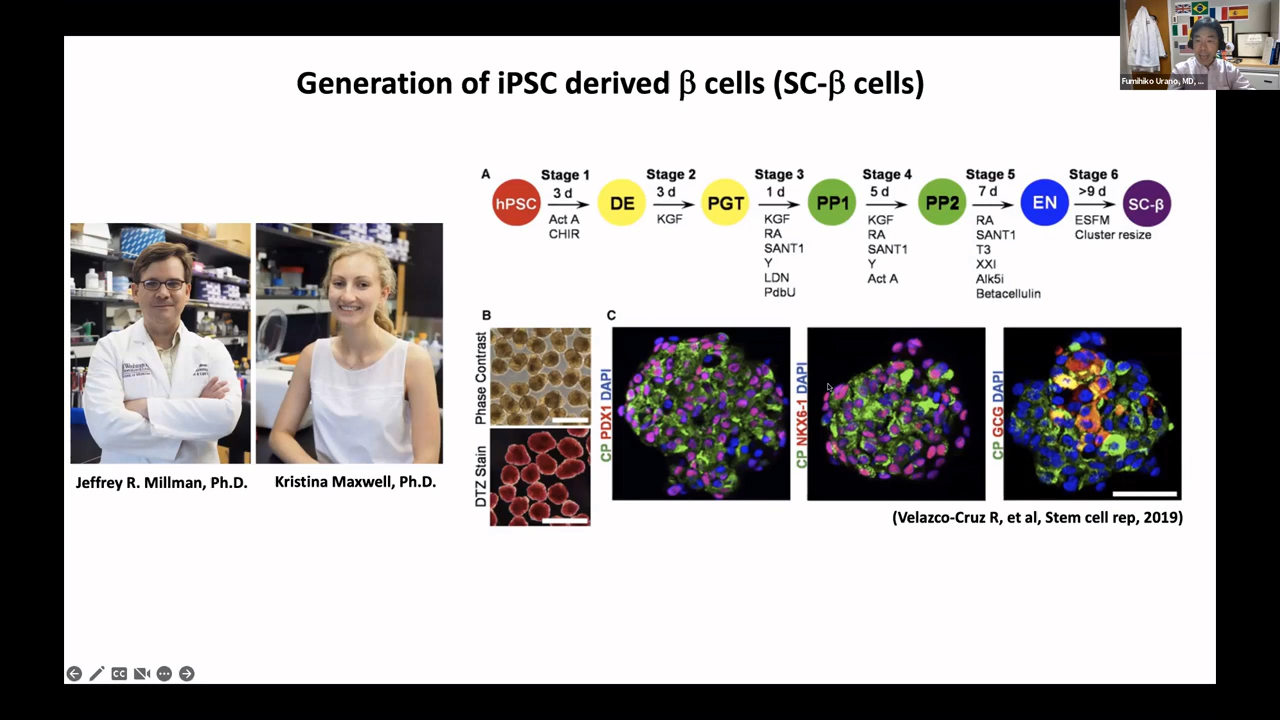 Fumihiko Urano, MD, ...
Generation of iPSC derived β cells (SC-β cells)
A
Stage 1
Stage 2
Stage 3
Stage 4
Stage 5
Stage 6
3 d
3 d
1 d
5 d
7 d
>9 d
hPSC
DE
PGT
PP1
PP2
EN
SC-β
Act A
CHIR
KGF
KGF
RA
SANT1
Y
LDN
PdbU
KGF
RA
SANT1
Y
Act A
RA
SANT1
T3
XXI
Alk5i
Betacellulin
ESFM
Cluster resize
B
Phase Contrast
DTZ Stain
C
CP PDX1 DAPI
CP NKX6-1 DAPI
CP GCG DAPI
Jeffrey R. Millman, Ph.D.
Kristina Maxwell, Ph.D.
(Velazco-Cruz R, et al, Stem cell rep, 2019)
CC